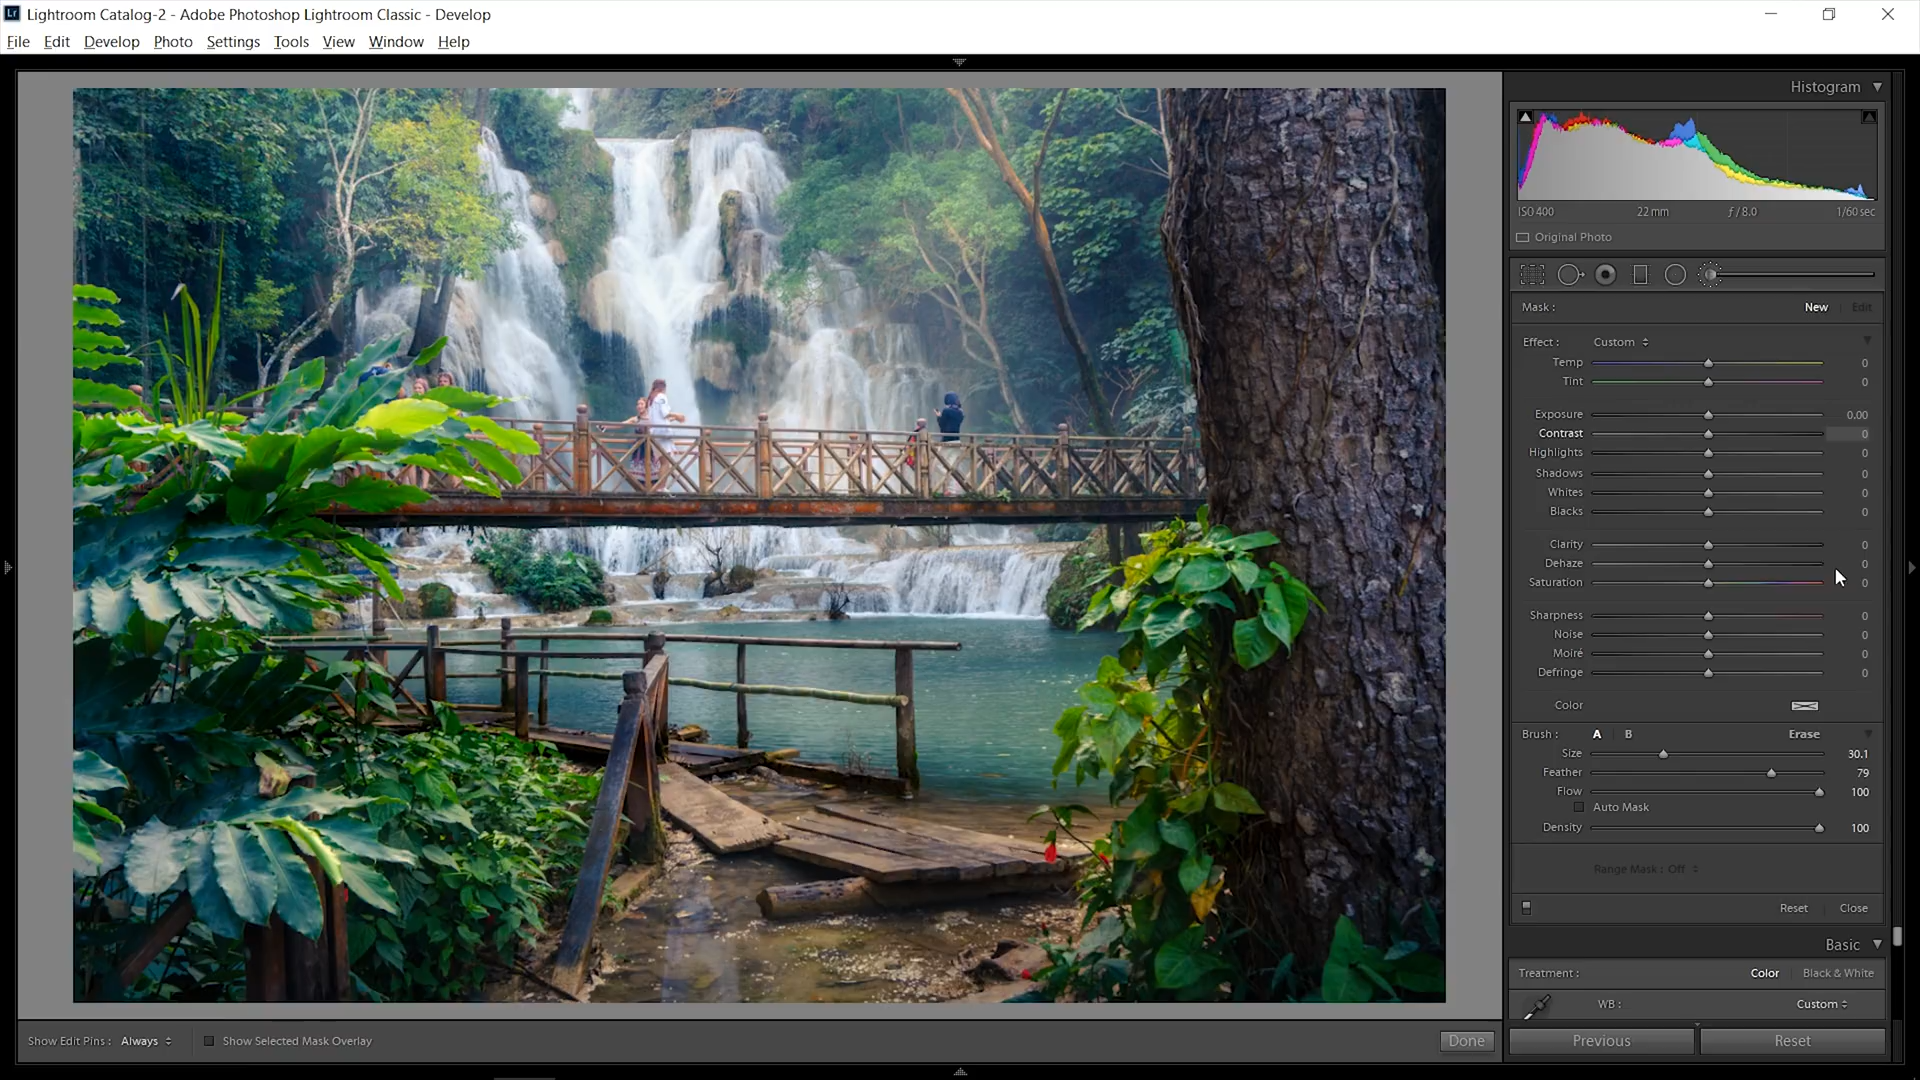 Lr Lightroom Catalog-2 - Adobe Photoshop Lightroom Classic - Develop
File Edit Develop Photo Settings Tools View Window Help
Histogram
ISO 400 22 mm ƒ / 8.0 1/60 sec
Original Photo
Mask : New Edit
Effect : Custom
Temp 0
Tint 0
Exposure 0.00
Contrast 0
Highlights 0
Shadows 0
Whites 0
Blacks 0
Clarity 0
Dehaze 0
Saturation 0
Sharpness 0
Noise 0
Moiré 0
Defringe 0
Color
Brush : A B Erase
Size 30.1
Feather 79
Flow 100
Auto Mask
Density 100
Range Mask : Off
Reset Close
Basic
Treatment : Color Black & White
WB : Custom
Show Edit Pins : Always Show Selected Mask Overlay Done Previous Reset